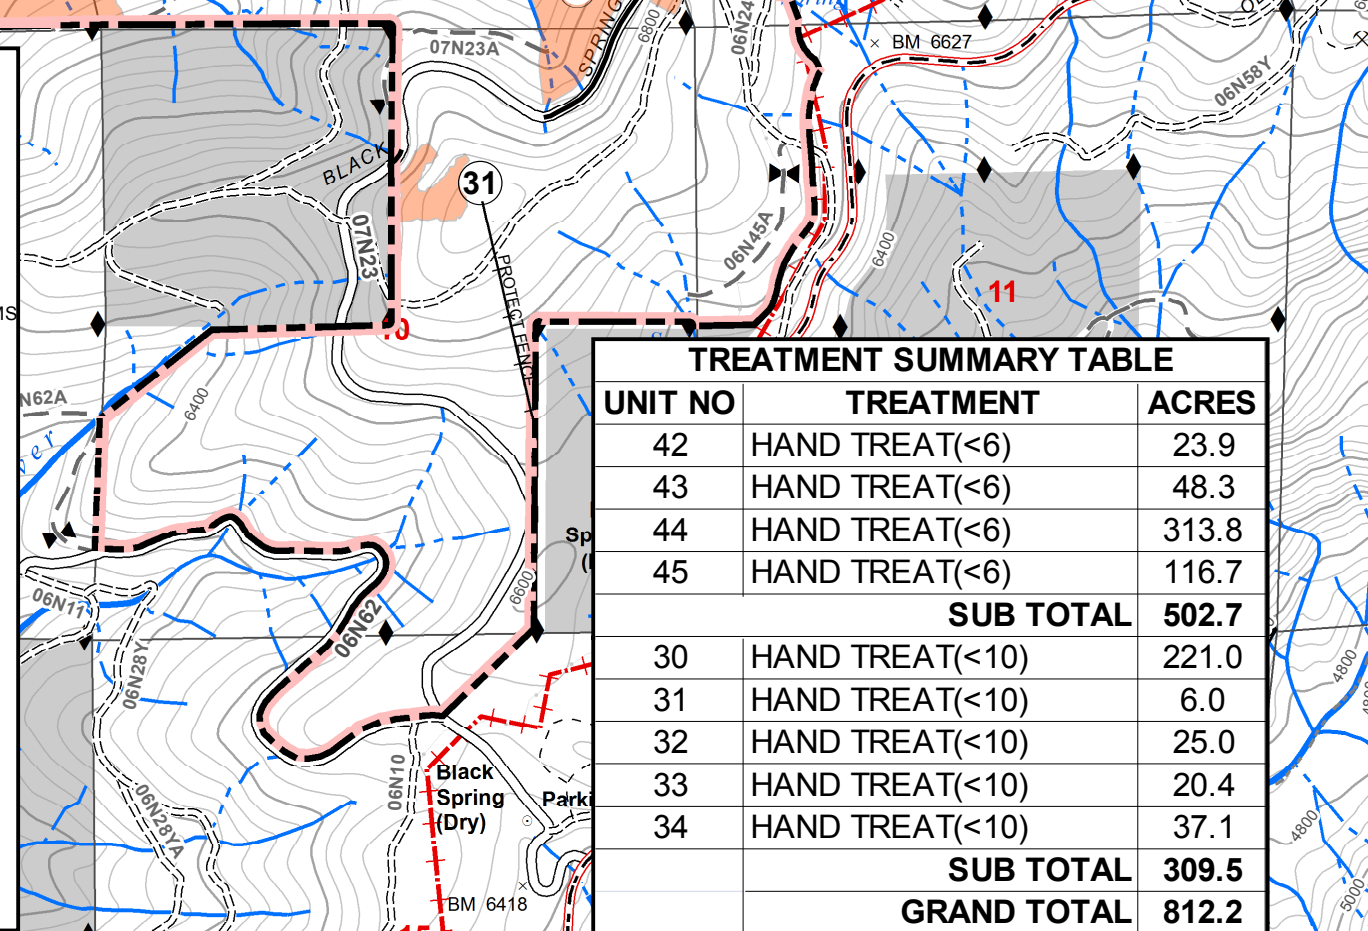 07N23A
SPRING
6800
06N24
BM 6627
06N58Y
BLACK
31
07N23
06N45A
6400
PROTECT FENCE
11
10
MS
N62A
ver
6400
S
6600
Sp
06N11
06N62
06N28Y
06N10
06N28YA
Black
Spring
(Dry)
Parki
BM 6418
15
TREATMENT SUMMARY TABLE
UNIT NO TREATMENT ACRES
42 HAND TREAT(<6) 23.9
43 HAND TREAT(<6) 48.3
44 HAND TREAT(<6) 313.8
45 HAND TREAT(<6) 116.7
SUB TOTAL 502.7
30 HAND TREAT(<10) 221.0
31 HAND TREAT(<10) 6.0
32 HAND TREAT(<10) 25.0
33 HAND TREAT(<10) 20.4
34 HAND TREAT(<10) 37.1
SUB TOTAL 309.5
GRAND TOTAL 812.2
4800
4800
5000